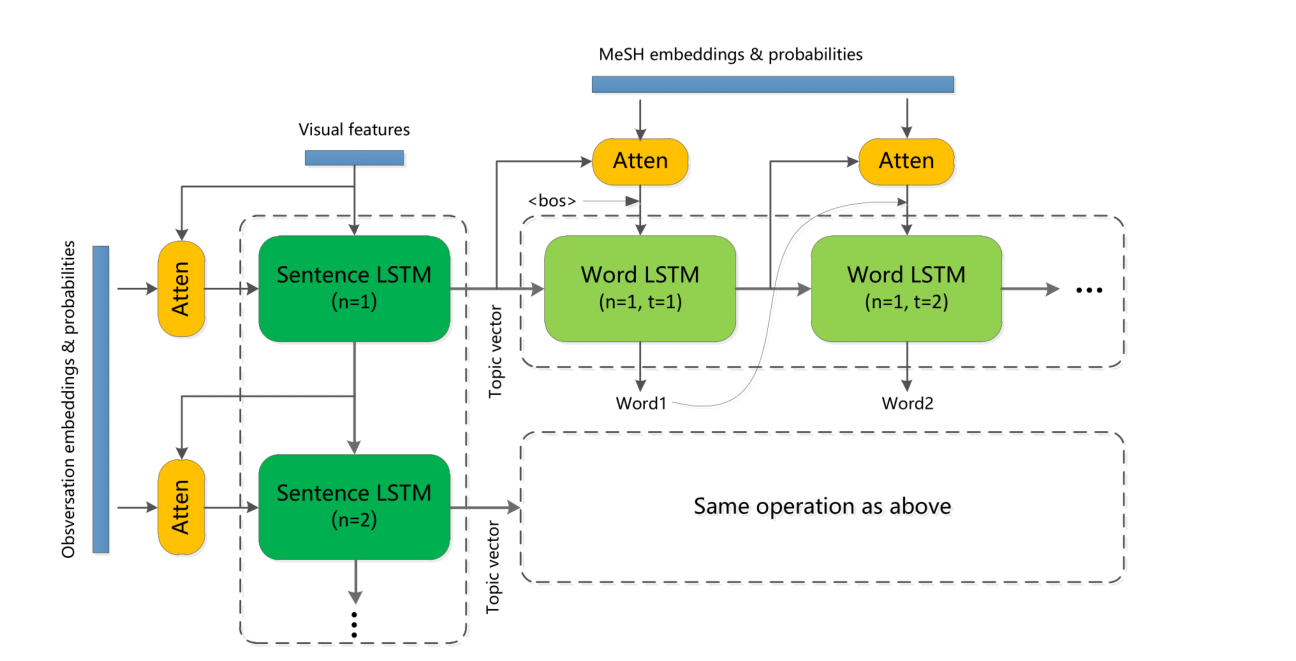 MeSH embeddings & probabilities
Visual features
Atten
Atten
<bos>
Obsversation embeddings & probabilities
Atten
Sentence LSTM
(n=1)
Topic vector
Word LSTM
(n=1, t=1)
Word LSTM
(n=1, t=2)
...
Word1
Word2
Atten
Sentence LSTM
(n=2)
Topic vector
Same operation as above
...